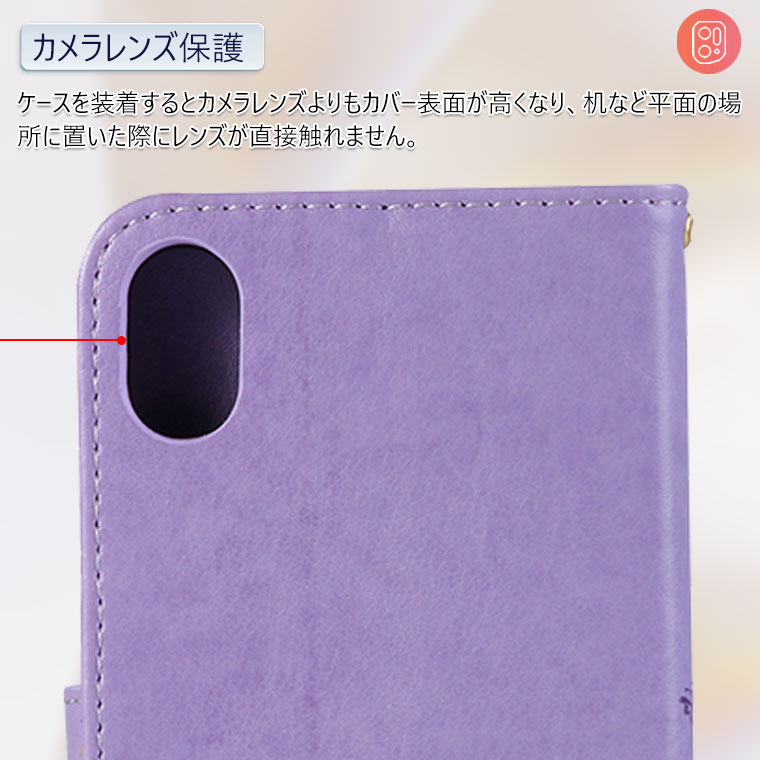 カメラレンズ保護
ケースを装着するとカメラレンズよりもカバー表面が高くなり、机など平面の場
所に置いた際にレンズが直接触れません。